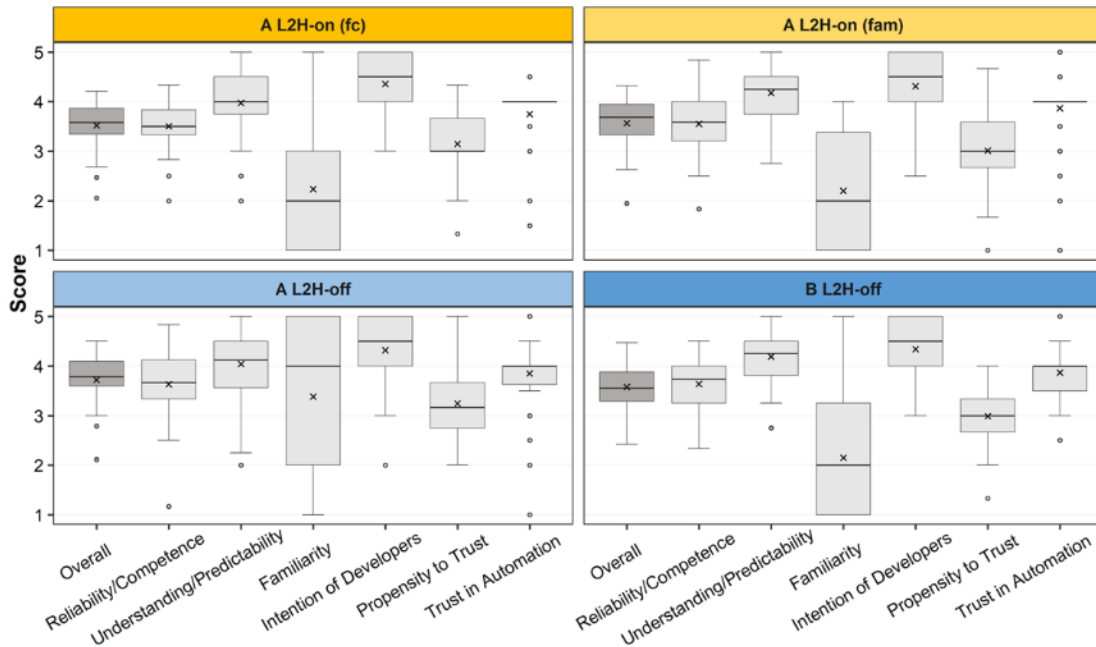 A L2H-on (fc)
A L2H-on (fam)
5
4
3
2
1
A L2H-off
B L2H-off
5
4
3
2
1
Score
Overall
Reliability/Competence
Understanding/Predictability
Familiarity
Intention of Developers
Propensity to Trust
Trust in Automation
Overall
Reliability/Competence
Understanding/Predictability
Familiarity
Intention of Developers
Propensity to Trust
Trust in Automation